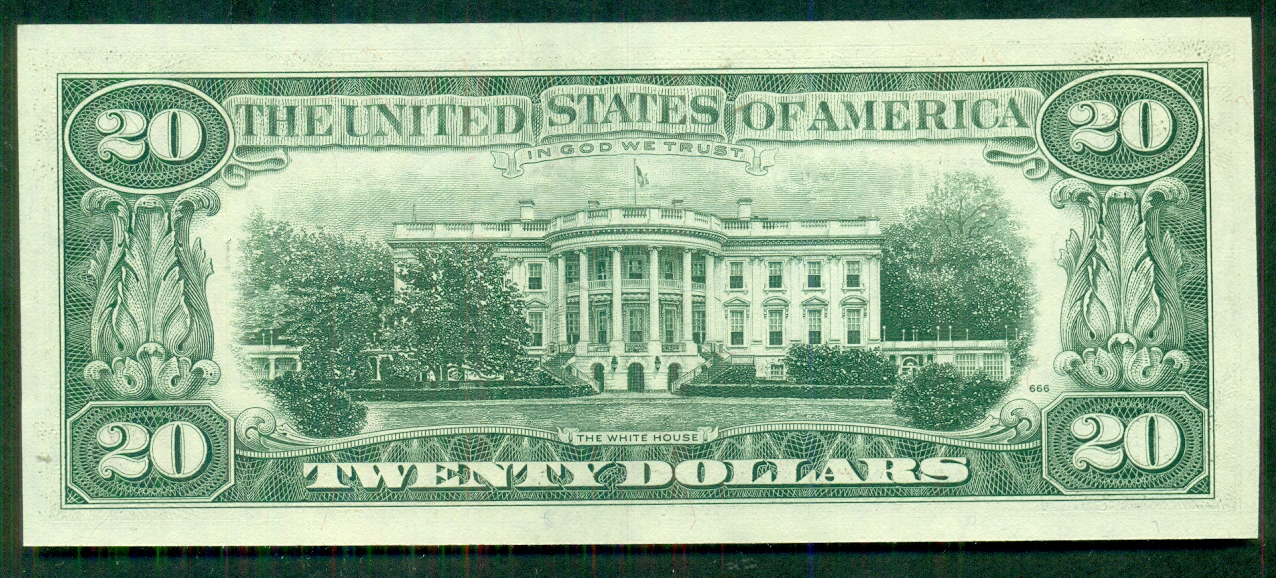 20 THE UNITED STATES OF AMERICA 20
IN GOD WE TRUST
666
THE WHITE HOUSE
20 TWENTY DOLLARS 20